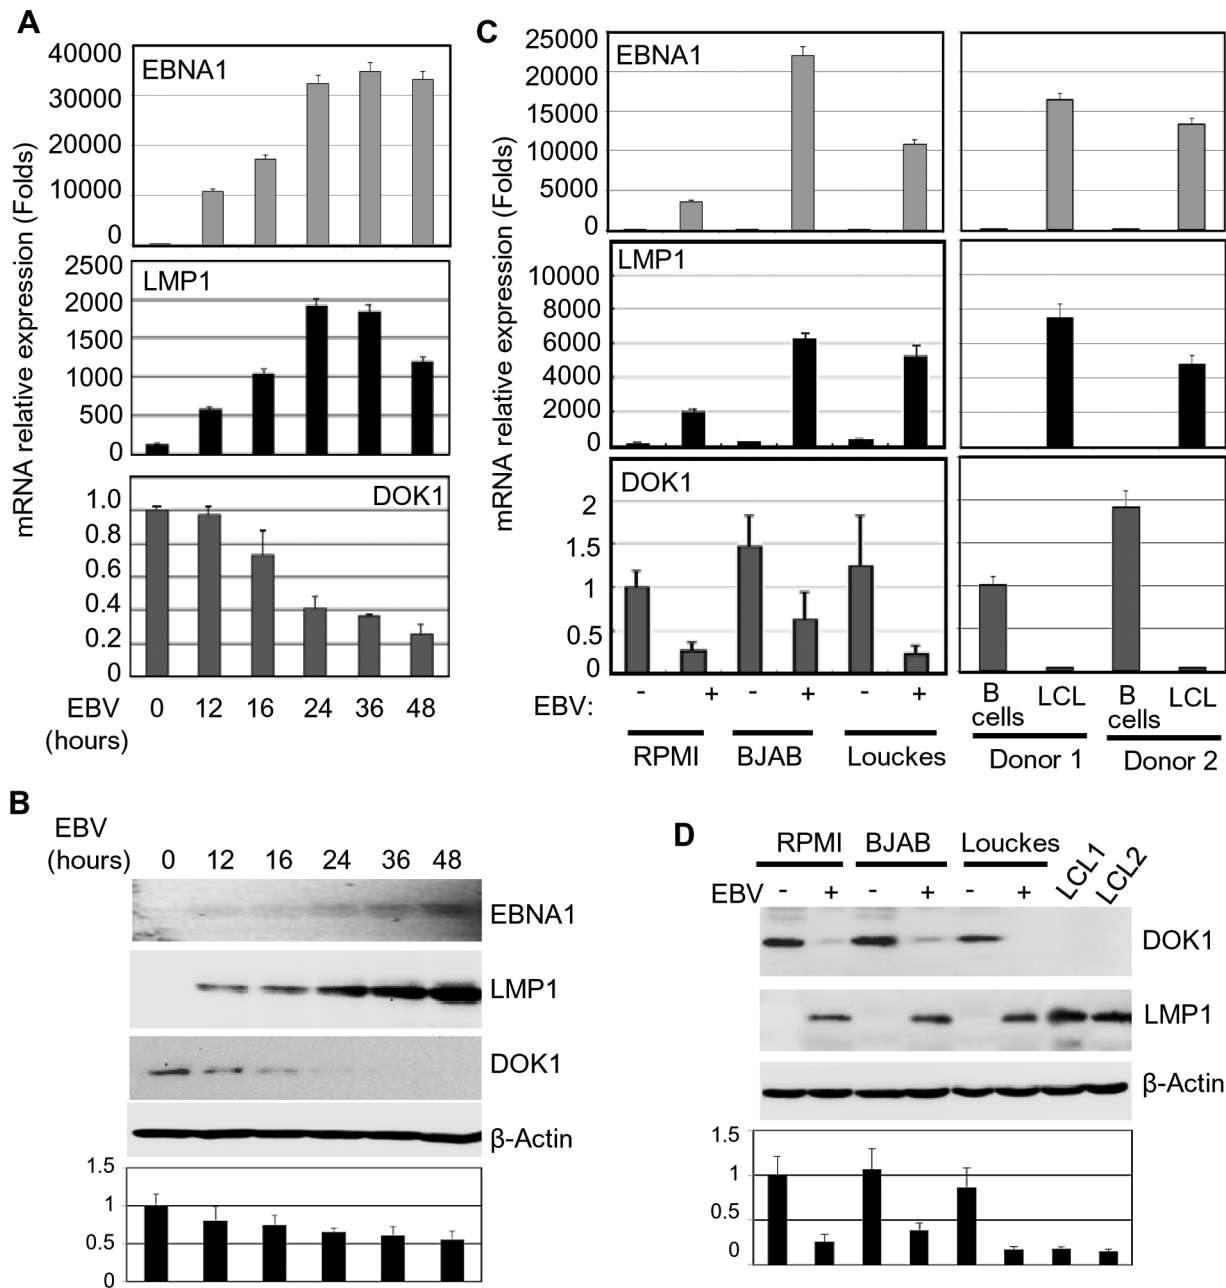 A
mRNA relative expression (Folds)
EBNA1
40000
30000
20000
10000
0
LMP1
2500
2000
1500
1000
500
0
DOK1
1.0
0.8
0.6
0.4
0.2
0
EBV (hours)
0 12 16 24 36 48
C
mRNA relative expression (Folds)
EBNA1
25000
20000
15000
10000
5000
0
LMP1
10000
8000
6000
4000
2000
0
DOK1
2
1.5
1
0.5
0
EBV: - + - + - +
RPMI BJAB Louckes
B cells LCL B cells LCL
Donor 1 Donor 2
B
EBV
(hours) 0 12 16 24 36 48
EBNA1
LMP1
DOK1
β-Actin
1.5
1
0.5
0
D
RPMI BJAB Louckes LCL1 LCL2
EBV - + - + - +
DOK1
LMP1
β-Actin
1.5
1
0.5
0